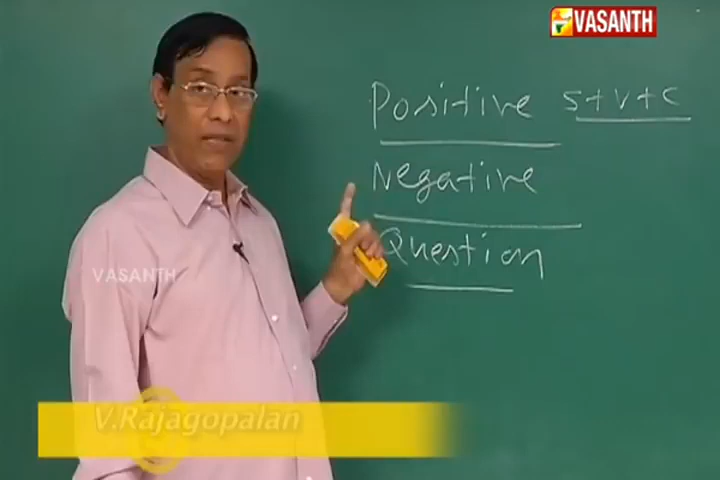 VASANTH
Positive S+V+C
Negative
Question
VASANTH
V.Rajagopalan